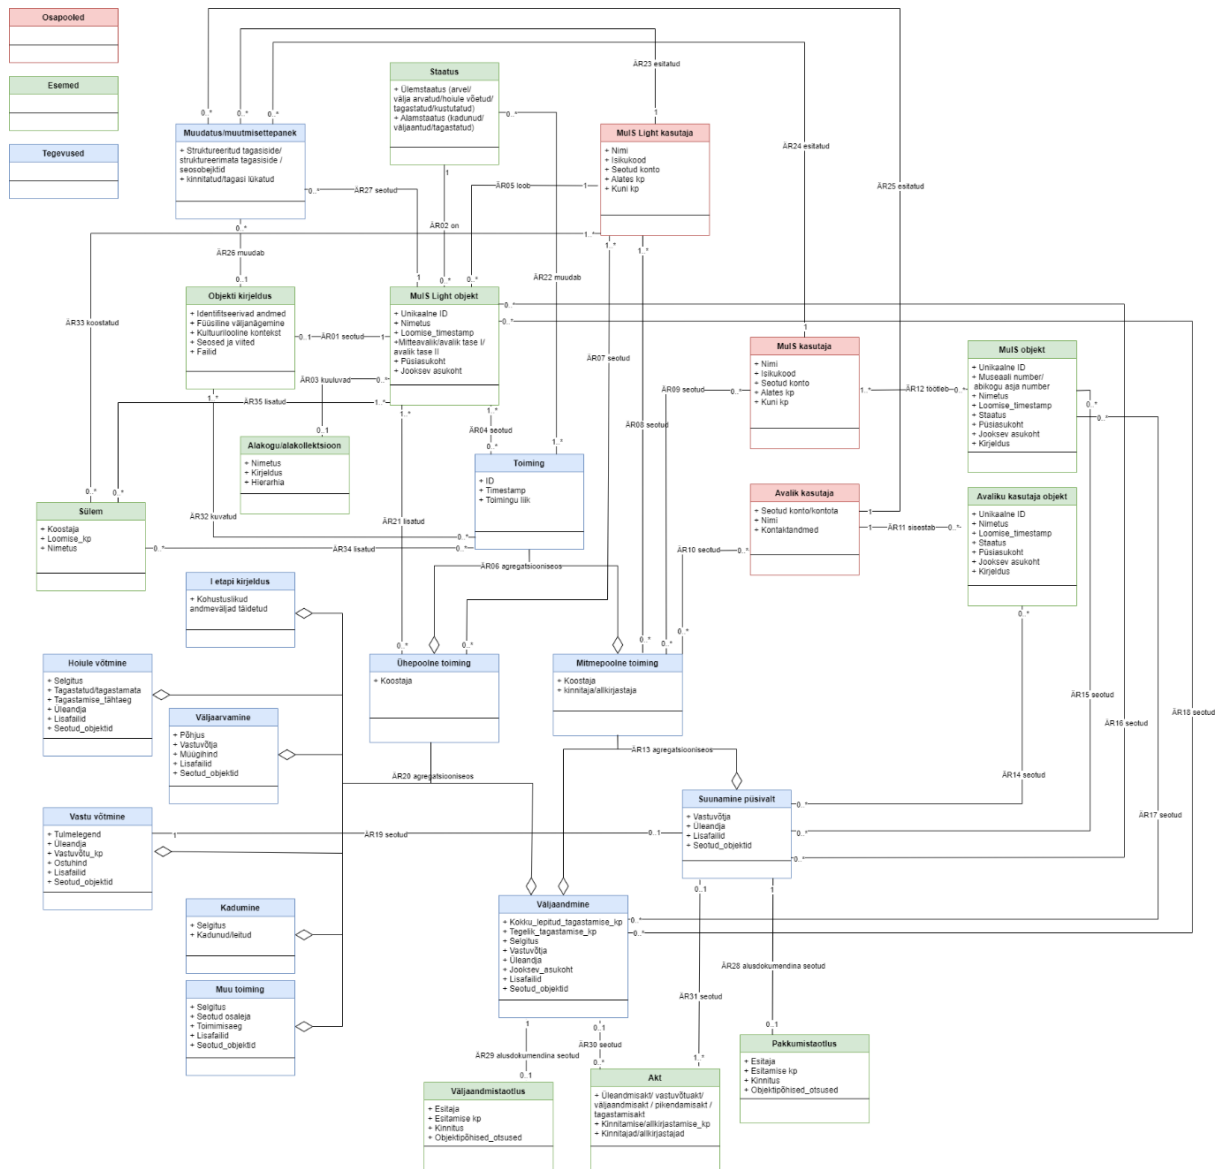 Osapooled
Esemed
Tegevused
Staatus
+ Ülemstaatus (arvel/
välja arvatud/hoiule võetud/
tagastatud/kustutatud)
+ Alamstaatus (kadunud/
väljaantud/tagastatud)
Muudatus/muutmisettepanek
+ Struktureeritud tagasiside/
struktureerimata tagasiside /
seosobejktid
+ kinnitatud/tagasi lükatud
MuIS Light kasutaja
+ Nimi
+ Isikukood
+ Seotud konto
+ Alates kp
+ Kuni kp
ÄR23 esitatud
ÄR24 esitatud
ÄR25 esitatud
ÄR27 seotud
ÄR05 loob
ÄR02 on
ÄR26 muudab
ÄR22 muudab
Objekti kirjeldus
+ Identifitseerivad andmed
+ Füüsiline väljanägemine
+ Kultuurilooline kontekst
+ Seosed ja viited
+ Failid
MuIS Light objekt
+ Unikaalne ID
+ Nimetus
+ Loomise_timestamp
+Mitteavalik/avalik tase I/
avalik tase II
+ Püsiasukoht
+ Jooksev asukoht
ÄR33 koostatud
ÄR01 seotud
ÄR03 kuuluvad
ÄR35 lisatud
ÄR04 seotud
ÄR07 seotud
ÄR08 seotud
ÄR09 seotud
MuIS kasutaja
+ Nimi
+ Isikukood
+ Seotud konto
+ Alates kp
+ Kuni kp
ÄR12 töötleb
MuIS objekt
+ Unikaalne ID
+ Museaali number/
abikogu asja number
+ Nimetus
+ Loomise_timestamp
+ Staatus
+ Püsiasukoht
+ Jooksev asukoht
+ Kirjeldus
Alakogu/alakollektsioon
+ Nimetus
+ Kirjeldus
+ Hierarhia
Toiming
+ ID
+ Timestamp
+ Toimingu liik
Avalik kasutaja
+ Seotud konto/kontota
+ Nimi
+ Kontaktandmed
ÄR11 sisestab
Avaliku kasutaja objekt
+ Unikaalne ID
+ Nimetus
+ Loomise_timestamp
+ Staatus
+ Püsiasukoht
+ Jooksev asukoht
+ Kirjeldus
Sülem
+ Koostaja
+ Loomise_kp
+ Nimetus
ÄR32 kuvatud
ÄR21 lisatud
ÄR34 lisatud
ÄR06 agregatsiooniseos
ÄR10 seotud
I etapi kirjeldus
+ Kohustuslikud
andmeväljad täidetud
Hoiule võtmine
+ Selgitus
+ Tagastatud/tagastamata
+ Tagastamise_tähtaeg
+ Üleandja
+ Lisafailid
+ Seotud_objektid
Ühepoolne toiming
+ Koostaja
Mitmepoolne toiming
+ Koostaja
+ kinnitaja/allkirjastaja
Väljaarvamine
+ Põhjus
+ Vastuvõtja
+ Müügihind
+ Lisafailid
+ Seotud_objektid
ÄR15 seotud
ÄR16 seotud
ÄR18 seotud
ÄR13 agregatsiooniseos
ÄR14 seotud
ÄR20 agregatsiooniseos
Suunamine püsivalt
+ Vastuvõtja
+ Üleandja
+ Lisafailid
+ Seotud_objektid
Vastu võtmine
+ Tulmelegend
+ Üleandja
+ Vastuvõtu_kp
+ Ostuhind
+ Lisafailid
+ Seotud_objektid
ÄR19 seotud
ÄR17 seotud
Kadumine
+ Selgitus
+ Kadunud/leitud
Väljaandmine
+ Kokku_lepitud_tagastamise_kp
+ Tegelik_tagastamise_kp
+ Selgitus
+ Vastuvõtja
+ Üleandja
+ Jooksev_asukoht
+ Lisafailid
+ Seotud_objektid
ÄR28 alusdokumendina seotud
Muu toiming
+ Selgitus
+ Seotud osaleja
+ Toimimisaeg
+ Lisafailid
+ Seotud_objektid
ÄR31 seotud
ÄR30 seotud
ÄR29 alusdokumendina seotud
Pakkumistaotlus
+ Esitaja
+ Esitamise kp
+ Kinnitus
+ Objektipõhised_otsused
Väljaandmistaotlus
+ Esitaja
+ Esitamise kp
+ Kinnitus
+ Objektipõhised_otsused
Akt
+ Üleandmisakt/ vastuvõtuakt/
väljaandmisakt / pikendamisakt /
tagastamisakt
+ Kinnitamise/allkirjastamise_kp
+ Kinnitajad/allkirjastajad